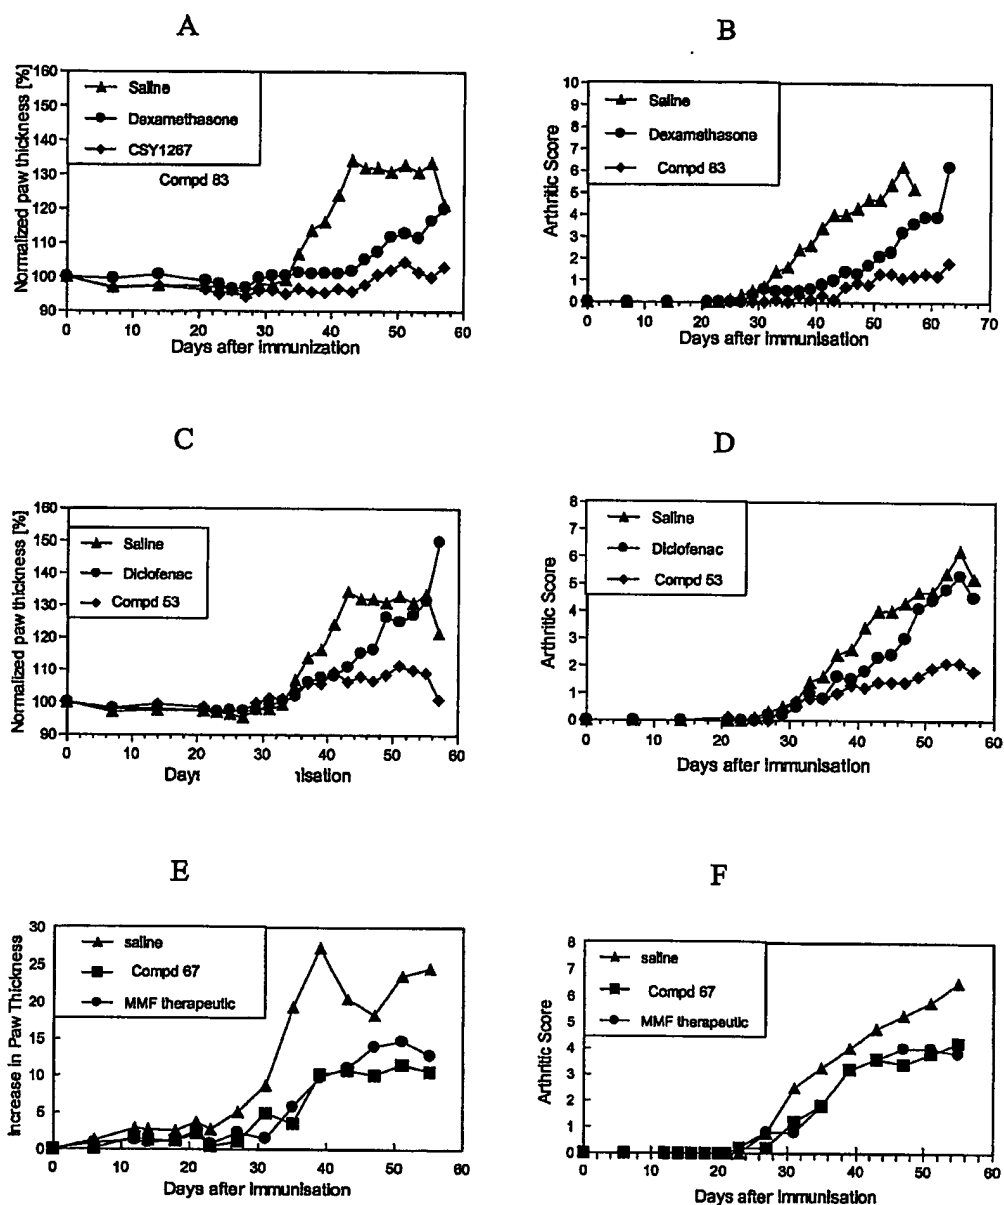 A
B
160
150
140
130
120
110
100
90
Normalized paw thickness [%]
Saline
Dexamethasone
CSY1267
Compd 83
0 10 20 30 40 50 60
Days after immunization
10
9
8
7
6
5
4
3
2
1
0
Arthritic Score
Saline
Dexamethasone
Compd 83
0 10 20 30 40 50 60 70
Days after immunisation
C
D
160
150
140
130
120
110
100
90
Normalized paw thickness [%]
Saline
Diclofenac
Compd 53
0 10 20 30 40 50 60
Days nisation
8
7
6
5
4
3
2
1
0
Arthritic Score
Saline
Diclofenac
Compd 53
0 10 20 30 40 50 60
Days after immunisation
E
F
30
25
20
15
10
5
0
Increase in Paw Thickness
saline
Compd 67
MMF therapeutic
0 10 20 30 40 50 60
Days after immunisation
8
7
6
5
4
3
2
1
0
Arthritic Score
saline
Compd 67
MMF therapeutic
0 10 20 30 40 50 60
Days after immunisation